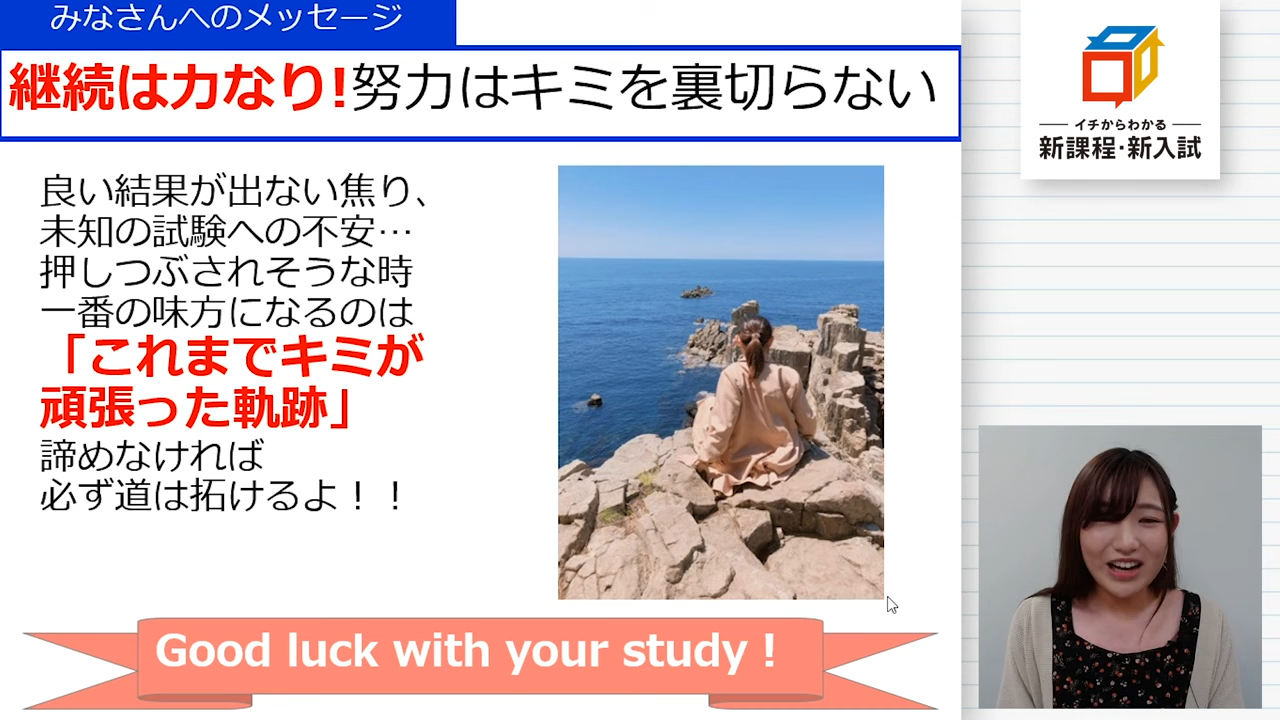 みなさんへのメッセージ
継続は力なり!努力はキミを裏切らない
良い結果が出ない焦り、
未知の試験への不安…
押しつぶされそうな時
一番の味方になるのは
「これまでキミが
頑張った軌跡」
諦めなければ
必ず道は拓けるよ！！
Good luck with your study !
イチからわかる
新課程・新入試